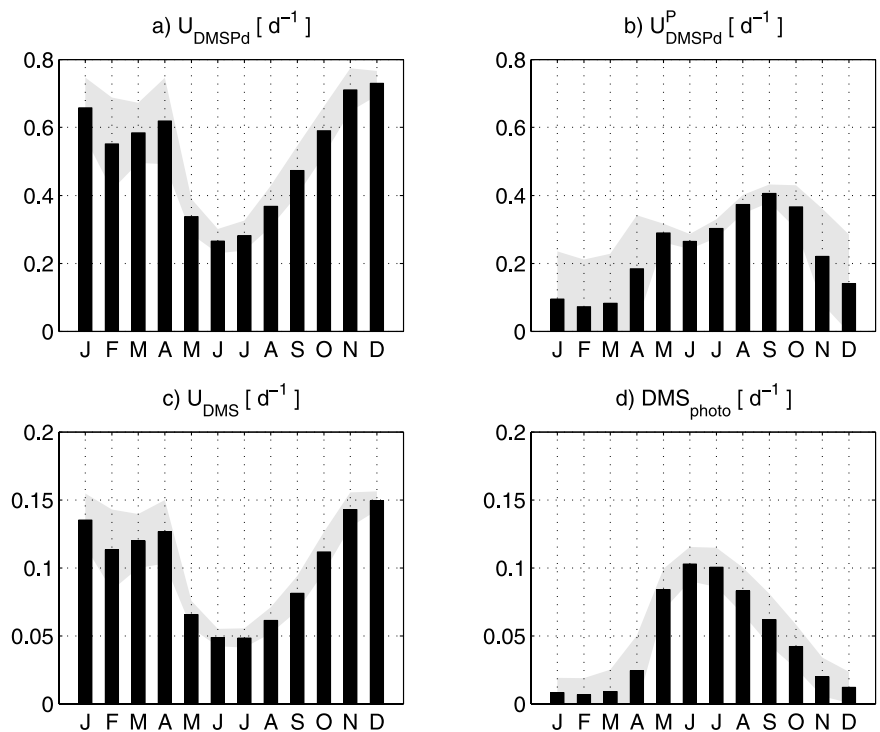 a) U_DMSPd [ d⁻¹ ]
0.8
0.6
0.4
0.2
0
J F M A M J J A S O N D
b) U^P_DMSPd [ d⁻¹ ]
0.8
0.6
0.4
0.2
0
J F M A M J J A S O N D
c) U_DMS [ d⁻¹ ]
0.2
0.15
0.1
0.05
0
J F M A M J J A S O N D
d) DMS_photo [ d⁻¹ ]
0.2
0.15
0.1
0.05
0
J F M A M J J A S O N D